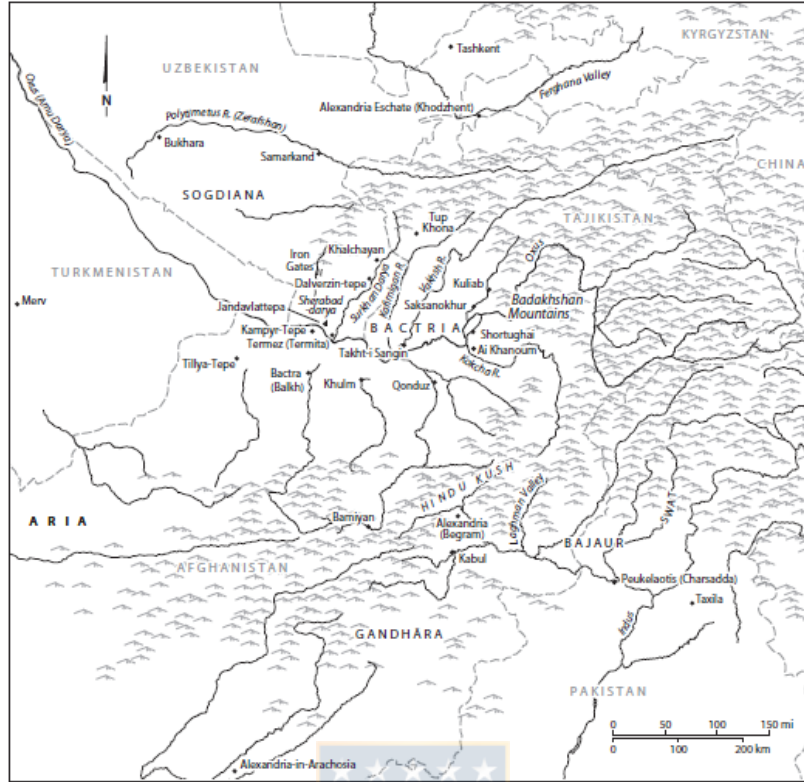 KYRGYZSTAN
Tashkent
UZBEKISTAN
Ferghana Valley
N
Oxus (Amu Darya)
Alexandria Eschate (Khodzhent)
Polytimetus R. (Zerafshan)
Bukhara
Samarkand
CHINA
SOGDIANA
TAJIKISTAN
Tup
Khona
Iron
Gates
Khalchayan
Oxus
TURKMENISTAN
Dalverzin-tepe
Surkhan Darya
Kafirnigan R.
Vakhsh R.
Kuliab
Merv
Sherabad
-darya
Saksanokhur
Badakhshan
Mountains
Jandavlattepa
BACTRIA
Kampyr-Tepe
Shortughai
Termez (Termita)
Takht-i Sangin
Ai Khanoum
Tillya-Tepe
Kokcha R.
Bactra
(Balkh)
Khulm
Qonduz
HINDU KUSH
Laghman Valley
SWAT
ARIA
Bamiyan
Alexandria
(Begram)
BAJAUR
AFGHANISTAN
Kabul
Peukelaotis (Charsadda)
Taxila
Indus
GANDHĀRA
PAKISTAN
0 50 100 150 mi
0 100 200 km
Alexandria-in-Arachosia